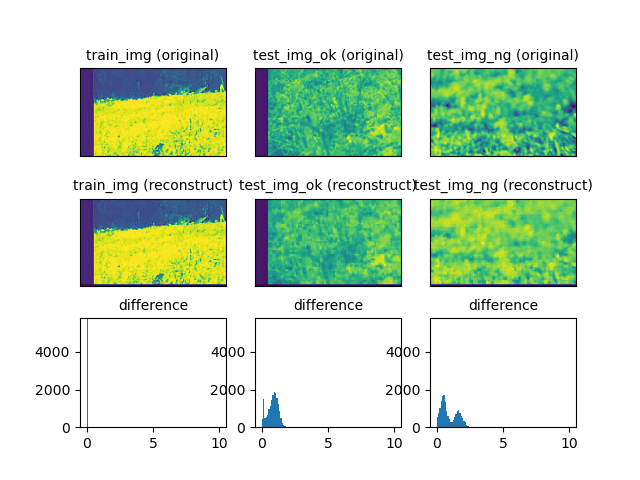 train_img (original) test_img_ok (original) test_img_ng (original)
train_img (reconstruct) test_img_ok (reconstruct) test_img_ng (reconstruct)
difference difference difference
4000 4000 4000
2000 2000 2000
0 0 0
0 5 10 0 5 10 0 5 10